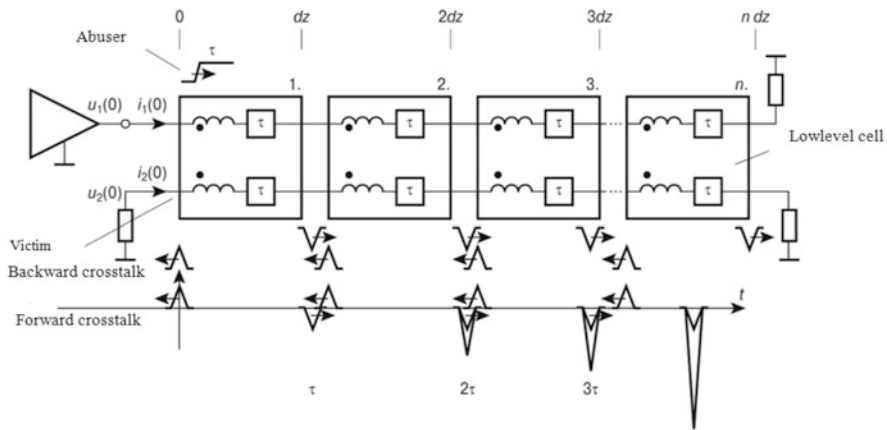 0 dz 2dz 3dz n dz
Abuser τ
1. 2. 3. n.
u1(0) i1(0) τ τ τ τ
Lowlevel cell
i2(0)
u2(0) τ τ τ τ
Victim
Backward crosstalk
t
Forward crosstalk
τ 2τ 3τ